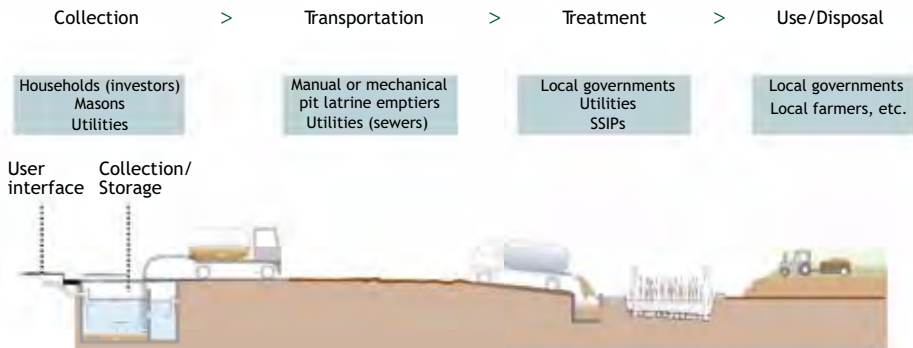 Collection > Transportation > Treatment > Use/Disposal
Households (investors)
Masons
Utilities
Manual or mechanical
pit latrine emptiers
Utilities (sewers)
Local governments
Utilities
SSIPs
Local governments
Local farmers, etc.
User
interface
Collection/
Storage